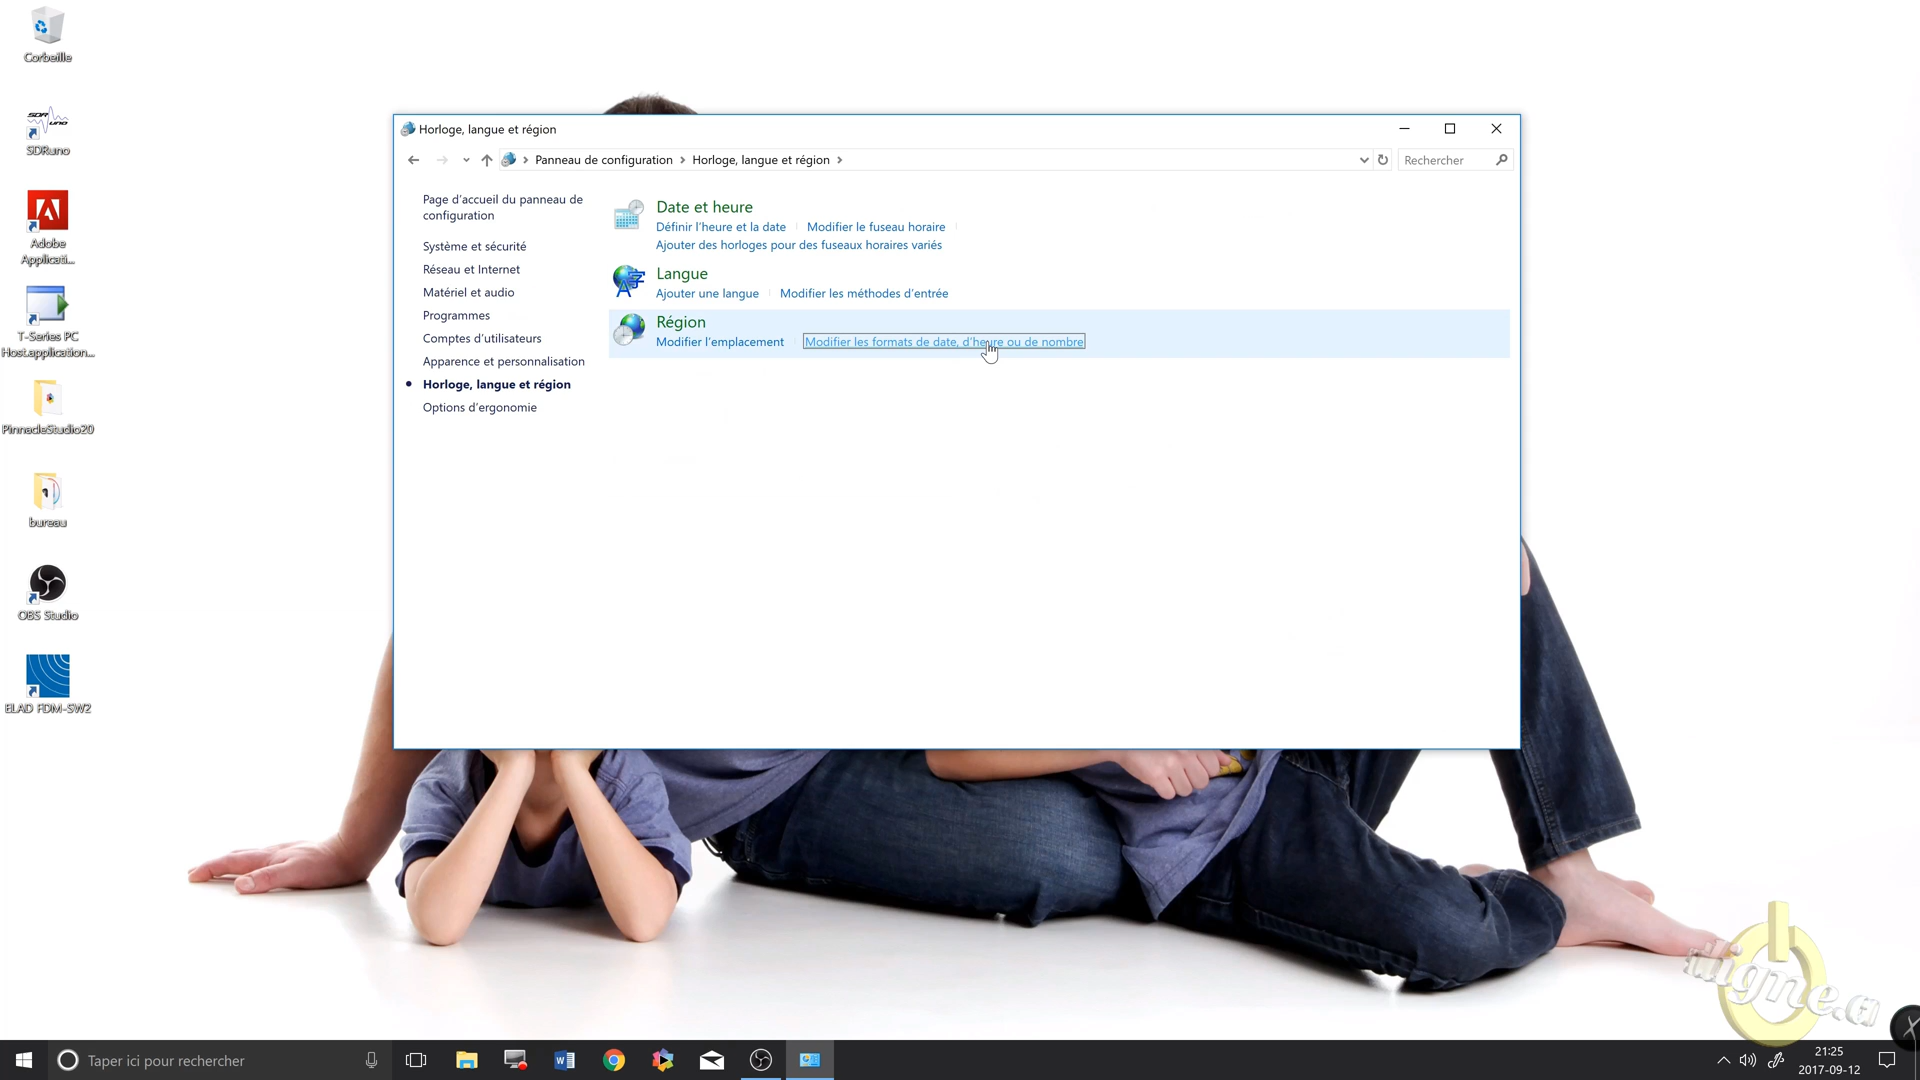 Corbeille
SDRuno
Adobe
Applicati...
T-Series PC
Host.application...
PinnacleStudio20
bureau
OBS Studio
ELAD FDM-SW2
Horloge, langue et région
Panneau de configuration
Horloge, langue et région
Rechercher
Page d'accueil du panneau de
configuration
Système et sécurité
Réseau et Internet
Matériel et audio
Programmes
Comptes d'utilisateurs
Apparence et personnalisation
Horloge, langue et région
Options d'ergonomie
Date et heure
Définir l'heure et la date
Modifier le fuseau horaire
Ajouter des horloges pour des fuseaux horaires variés
Langue
Ajouter une langue
Modifier les méthodes d'entrée
Région
Modifier l'emplacement
Modifier les formats de date, d'heure ou de nombre
Taper ici pour rechercher
21:25
2017-09-12